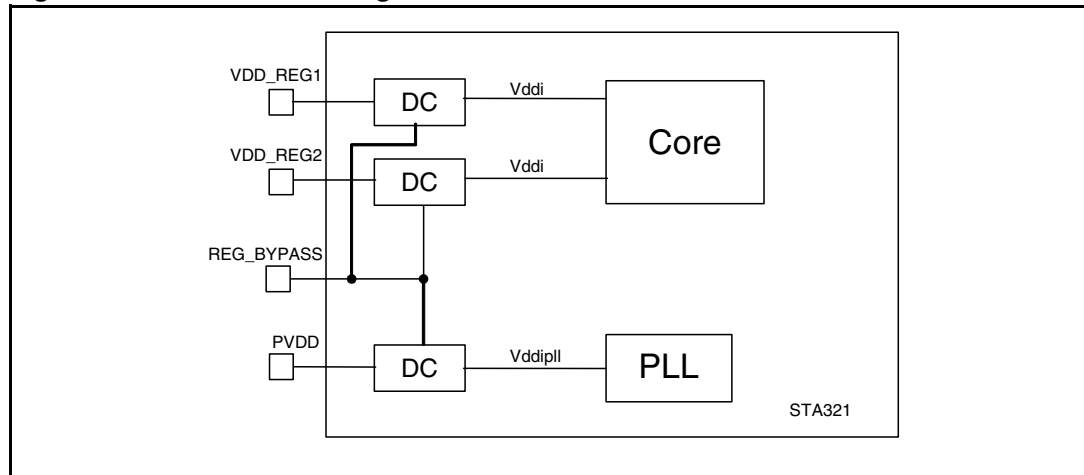 VDD_REG1
DC
Vddi
Core
VDD_REG2
DC
Vddi
REG_BYPASS
PVDD
DC
Vddipll
PLL
STA321